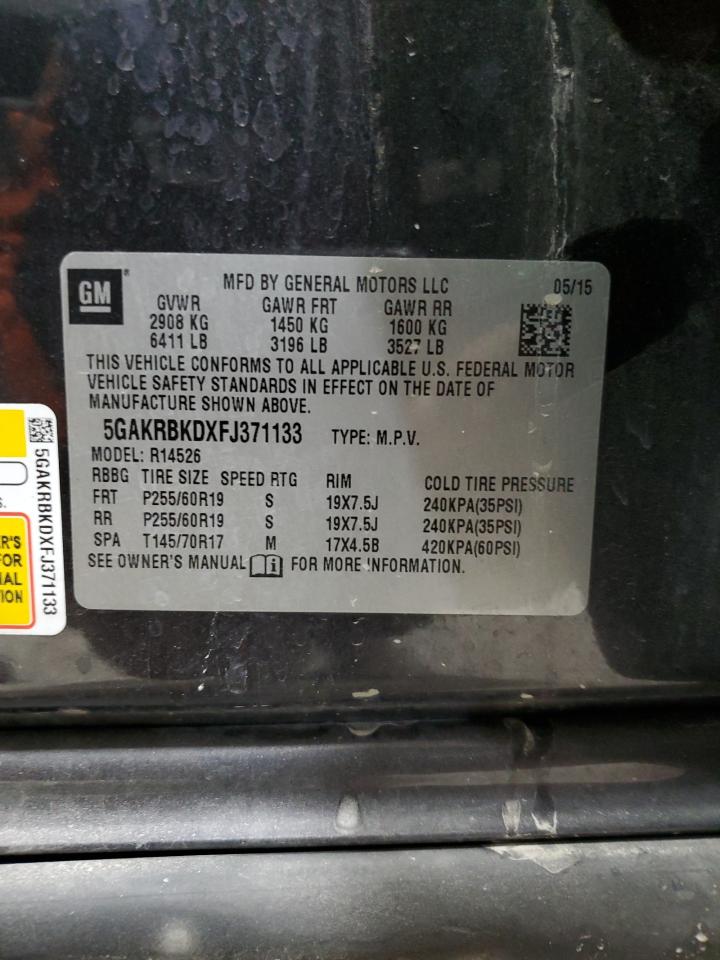 GM®
MFD BY GENERAL MOTORS LLC 05/15
GVWR GAWR FRT GAWR RR
2908 KG 1450 KG 1600 KG
6411 LB 3196 LB 3527 LB
THIS VEHICLE CONFORMS TO ALL APPLICABLE U.S. FEDERAL MOTOR
VEHICLE SAFETY STANDARDS IN EFFECT ON THE DATE OF
MANUFACTURE SHOWN ABOVE.
5GAKRBKDXFJ371133 TYPE: M.P.V.
MODEL: R14526
RBBG TIRE SIZE SPEED RTG RIM COLD TIRE PRESSURE
FRT P255/60R19 S 19X7.5J 240KPA(35PSI)
RR P255/60R19 S 19X7.5J 240KPA(35PSI)
SPA T145/70R17 M 17X4.5B 420KPA(60PSI)
SEE OWNER'S MANUAL FOR MORE INFORMATION.
5GAKRBKDXFJ371133
S.
ER'S
FOR
IAL
ION